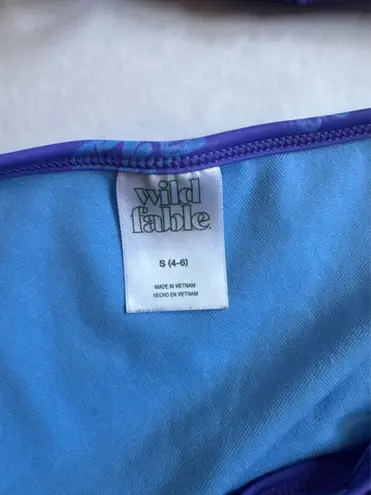 wild
fable
S (4-6)
MADE IN VIETNAM
HECHO EN VIETNAM